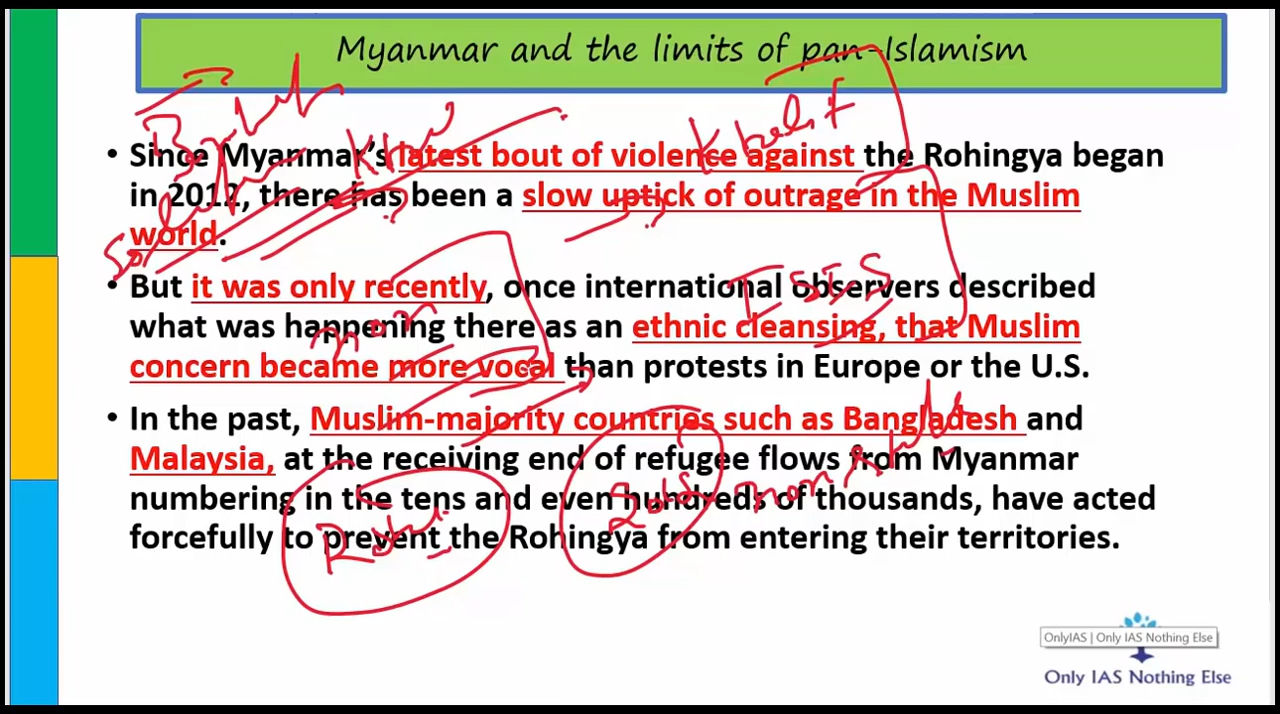 Myanmar and the limits of pan-Islamism
• Since Myanmar's latest bout of violence against the Rohingya began
in 2012, there has been a slow uptick of outrage in the Muslim
world.
• But it was only recently, once international observers described
what was happening there as an ethnic cleansing, that Muslim
concern became more vocal than protests in Europe or the U.S.
• In the past, Muslim-majority countries such as Bangladesh and
Malaysia, at the receiving end of refugee flows from Myanmar
numbering in the tens and even hundreds of thousands, have acted
forcefully to prevent the Rohingya from entering their territories.
ISIS
OnlyIAS | Only IAS Nothing Else
Only IAS Nothing Else